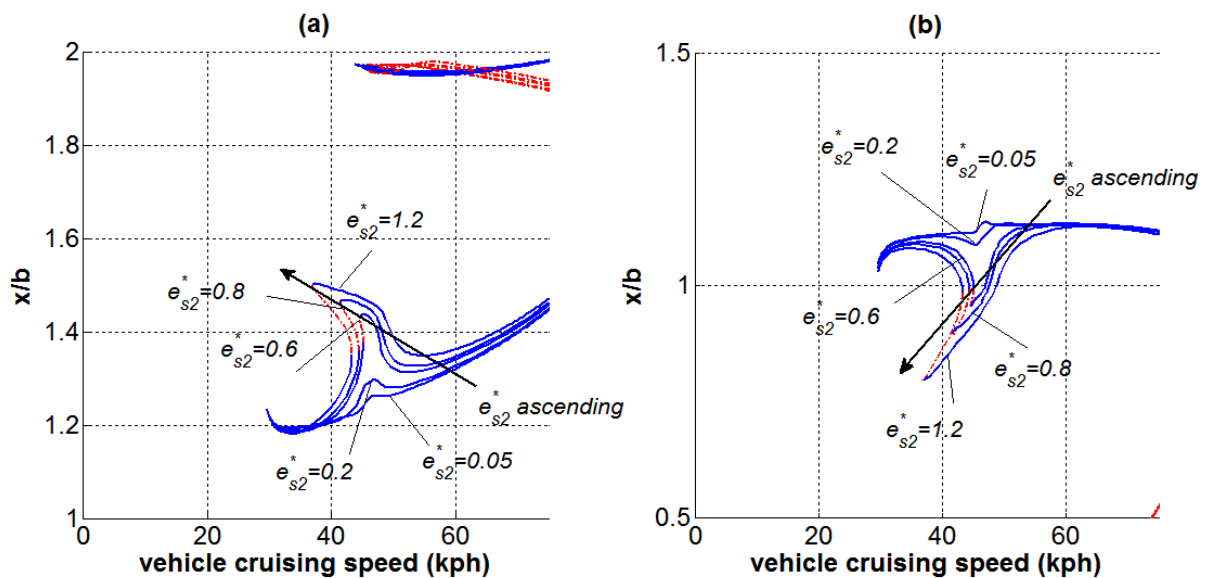 (a)
2
1.8
1.6
1.4
1.2
1
0
20
40
60
x/b
vehicle cruising speed (kph)
e*s2=1.2
e*s2=0.8
e*s2=0.6
e*s2 ascending
e*s2=0.2
e*s2=0.05
(b)
1.5
1
0.5
0
20
40
60
x/b
vehicle cruising speed (kph)
e*s2=0.2
e*s2=0.05
e*s2 ascending
e*s2=0.6
e*s2=0.8
e*s2=1.2